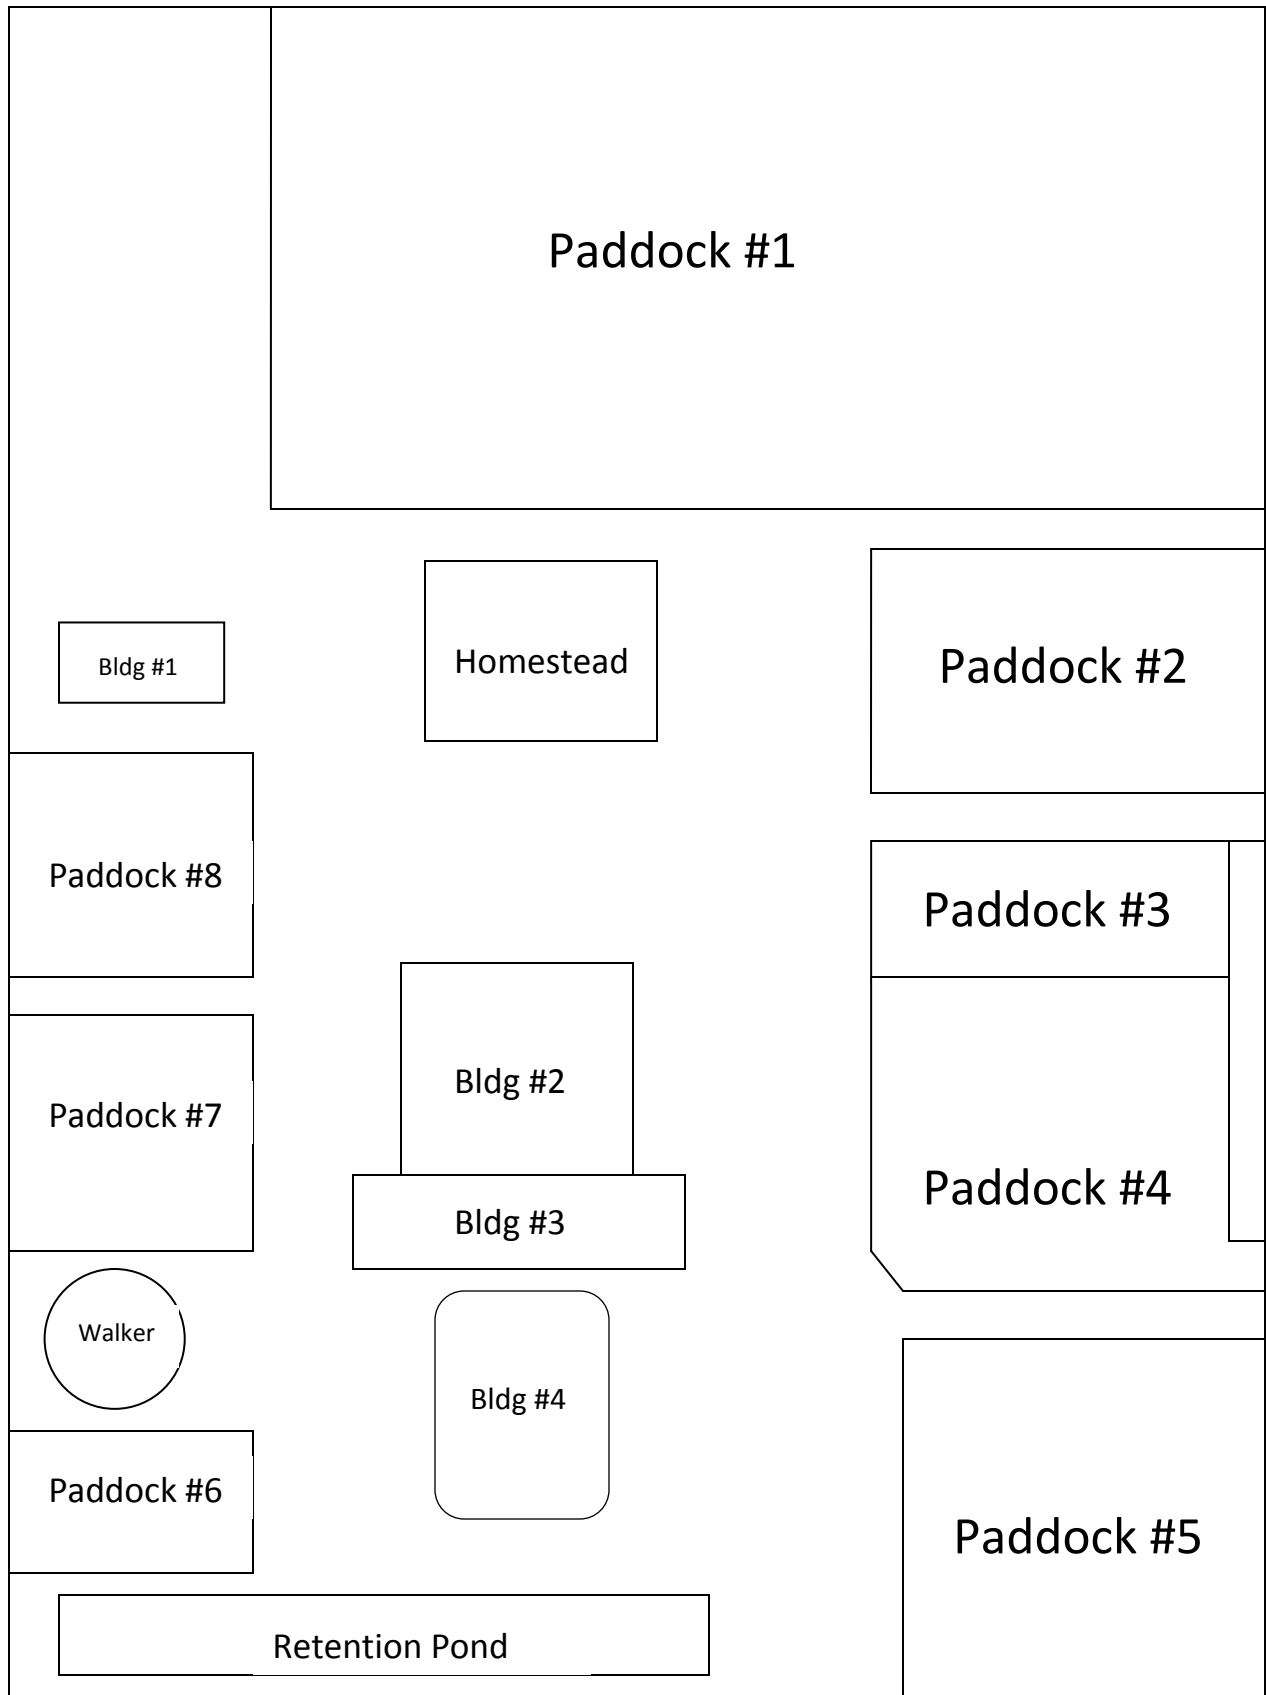 Paddock #1
Bldg #1
Homestead
Paddock #2
Paddock #8
Paddock #3
Bldg #2
Paddock #7
Paddock #4
Bldg #3
Walker
Bldg #4
Paddock #6
Paddock #5
Retention Pond